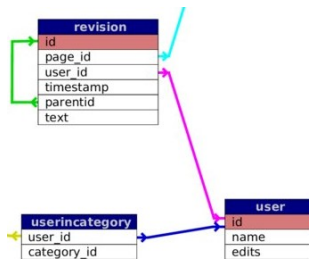 revision
id
page_id
user_id
timestamp
parentid
text
userincategory
user_id
category_id
user
id
name
edits